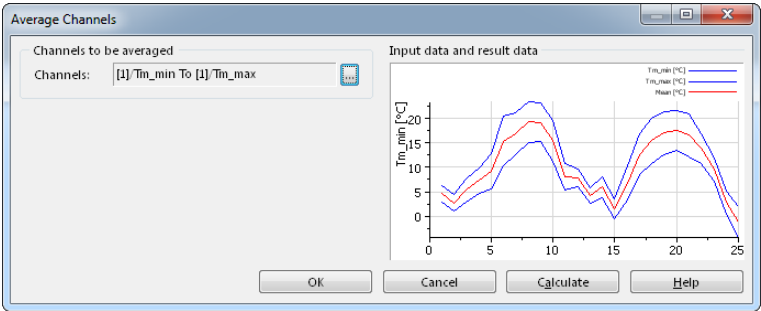 Average Channels
Channels to be averaged
Channels: [1]/Tm_min To [1]/Tm_max ...
Input data and result data
Tm_min [°C]
Tm_max [°C]
Mean [°C]
Tm_min [°C]
20
15
10
5
0
0 5 10 15 20 25
OK Cancel Calculate Help